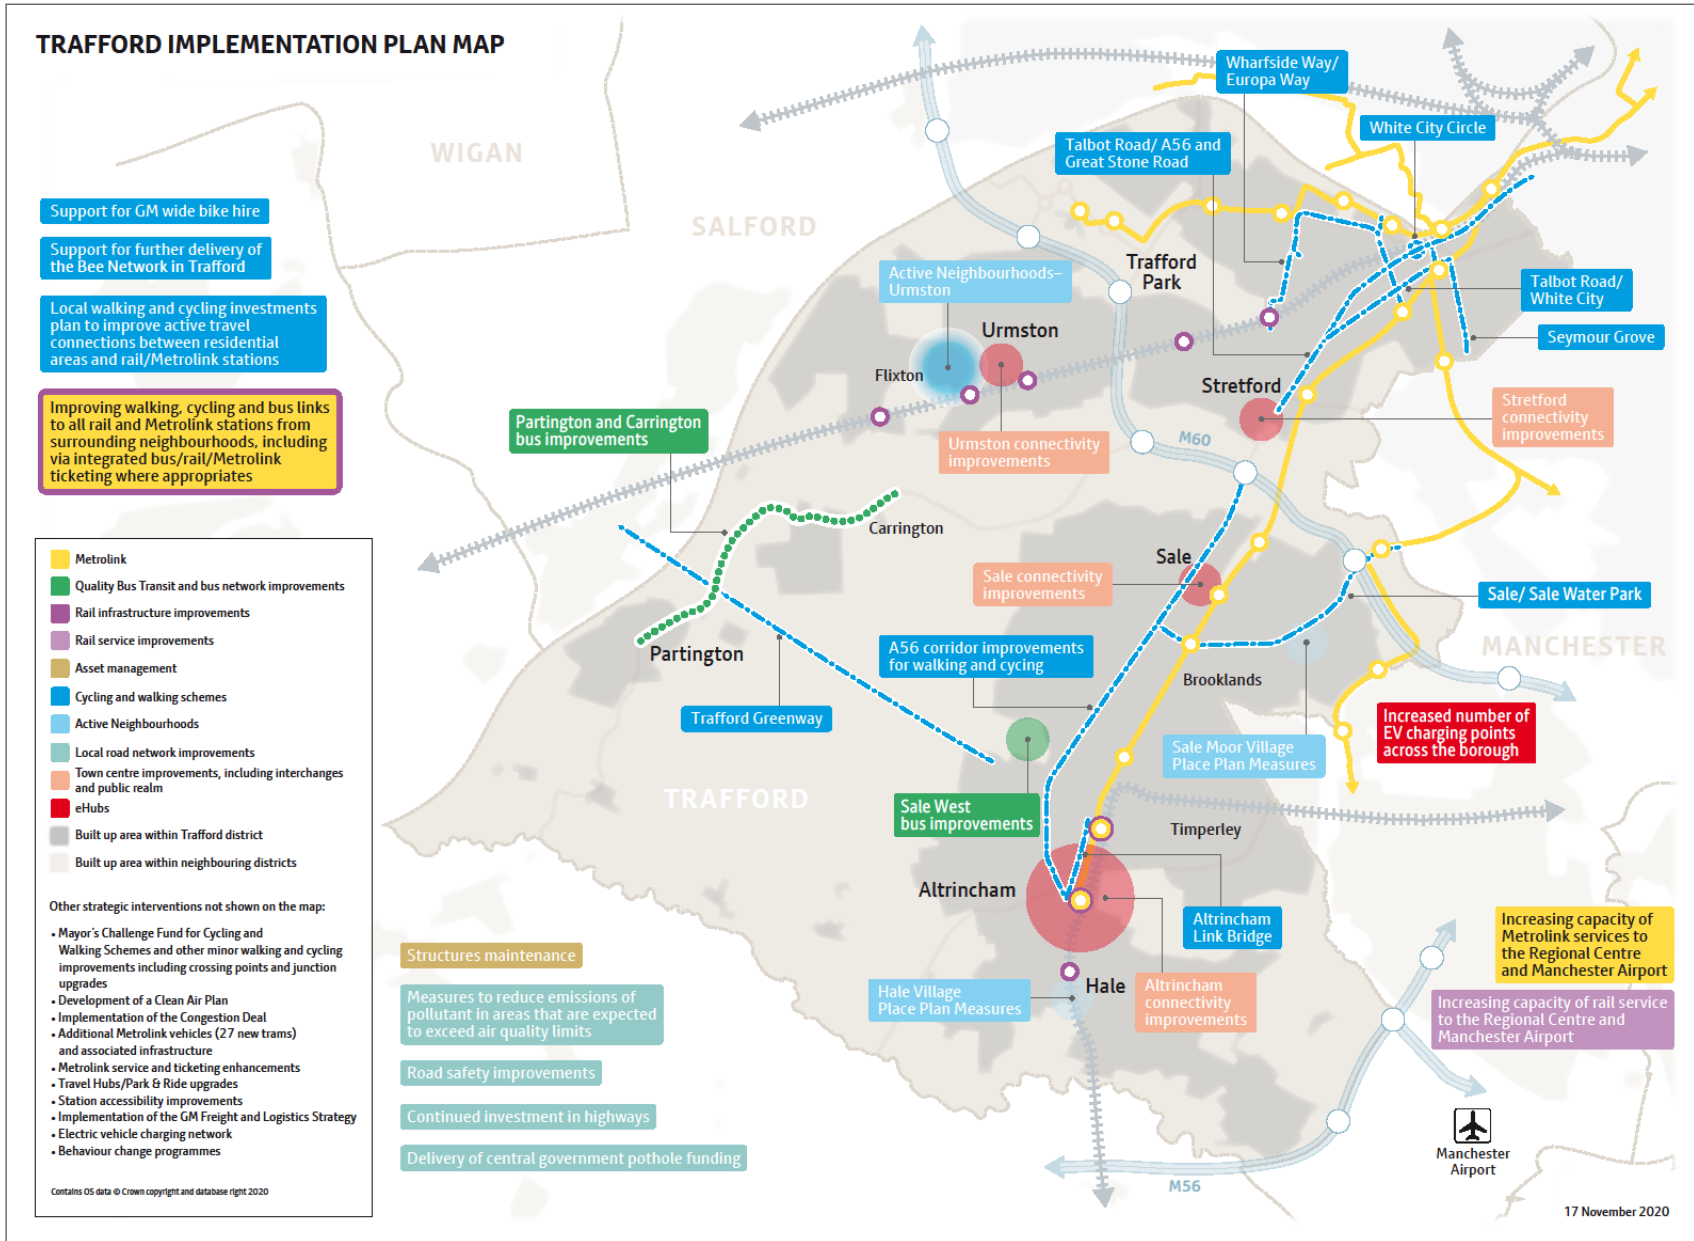 TRAFFORD IMPLEMENTATION PLAN MAP
WIGAN
SALFORD
Support for GM wide bike hire
Support for further delivery of
the Bee Network in Trafford
Local walking and cycling investments
plan to improve active travel
connections between residential
areas and rail/Metrolink stations
Improving walking, cycling and bus links
to all rail and Metrolink stations from
surrounding neighbourhoods, including
via integrated bus/rail/Metrolink
ticketing where appropriates
Wharfside Way/
Europa Way
White City Circle
Talbot Road/ A56 and
Great Stone Road
Trafford
Park
Active Neighbourhoods–
Urmston
Urmston
Flixton
Talbot Road/
White City
Seymour Grove
Stretford
Stretford
connectivity
improvements
Partington and Carrington
bus improvements
Urmston connectivity
improvements
M60
Carrington
Sale
Sale connectivity
improvements
Sale/ Sale Water Park
MANCHESTER
Partington
A56 corridor improvements
for walking and cycing
Brooklands
Trafford Greenway
Sale Moor Village
Place Plan Measures
Increased number of
EV charging points
across the borough
TRAFFORD
Sale West
bus improvements
Timperley
Altrincham
Altrincham
Link Bridge
Hale Village
Place Plan Measures
Hale
Altrincham
connectivity
improvements
Increasing capacity of
Metrolink services to
the Regional Centre
and Manchester Airport
Increasing capacity of rail service
to the Regional Centre and
Manchester Airport
Manchester
Airport
M56
17 November 2020
Metrolink
Quality Bus Transit and bus network improvements
Rail infrastructure improvements
Rail service improvements
Asset management
Cycling and walking schemes
Active Neighbourhoods
Local road network improvements
Town centre improvements, including interchanges
and public realm
eHubs
Built up area within Trafford district
Built up area within neighbouring districts
Other strategic interventions not shown on the map:
• Mayor's Challenge Fund for Cycling and
Walking Schemes and other minor walking and cycling
improvements including crossing points and junction
upgrades
• Development of a Clean Air Plan
• Implementation of the Congestion Deal
• Additional Metrolink vehicles (27 new trams)
and associated infrastructure
• Metrolink service and ticketing enhancements
• Travel Hubs/Park & Ride upgrades
• Station accessibility improvements
• Implementation of the GM Freight and Logistics Strategy
• Electric vehicle charging network
• Behaviour change programmes
Contains OS data © Crown copyright and database right 2020
Structures maintenance
Measures to reduce emissions of
pollutant in areas that are expected
to exceed air quality limits
Road safety improvements
Continued investment in highways
Delivery of central government pothole funding